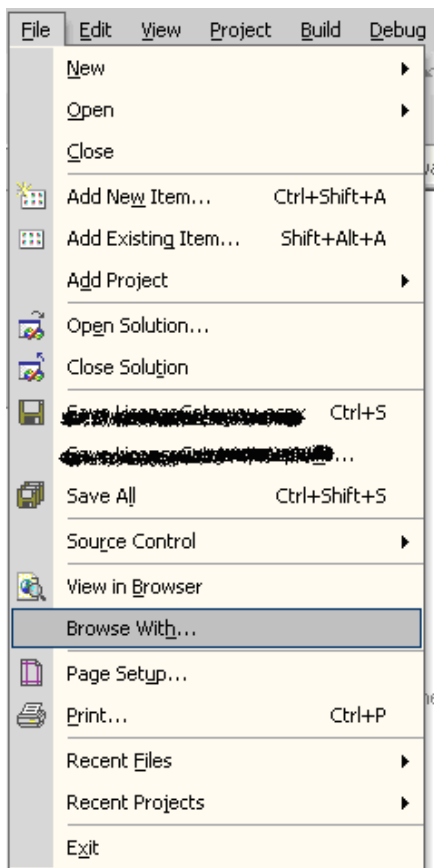 File Edit View Project Build Debug
New
Open
Close
Add New Item... Ctrl+Shift+A
Add Existing Item... Shift+Alt+A
Add Project
Open Solution...
Close Solution
Ctrl+S
...
Save All Ctrl+Shift+S
Source Control
View in Browser
Browse With...
Page Setup...
Print... Ctrl+P
Recent Files
Recent Projects
Exit